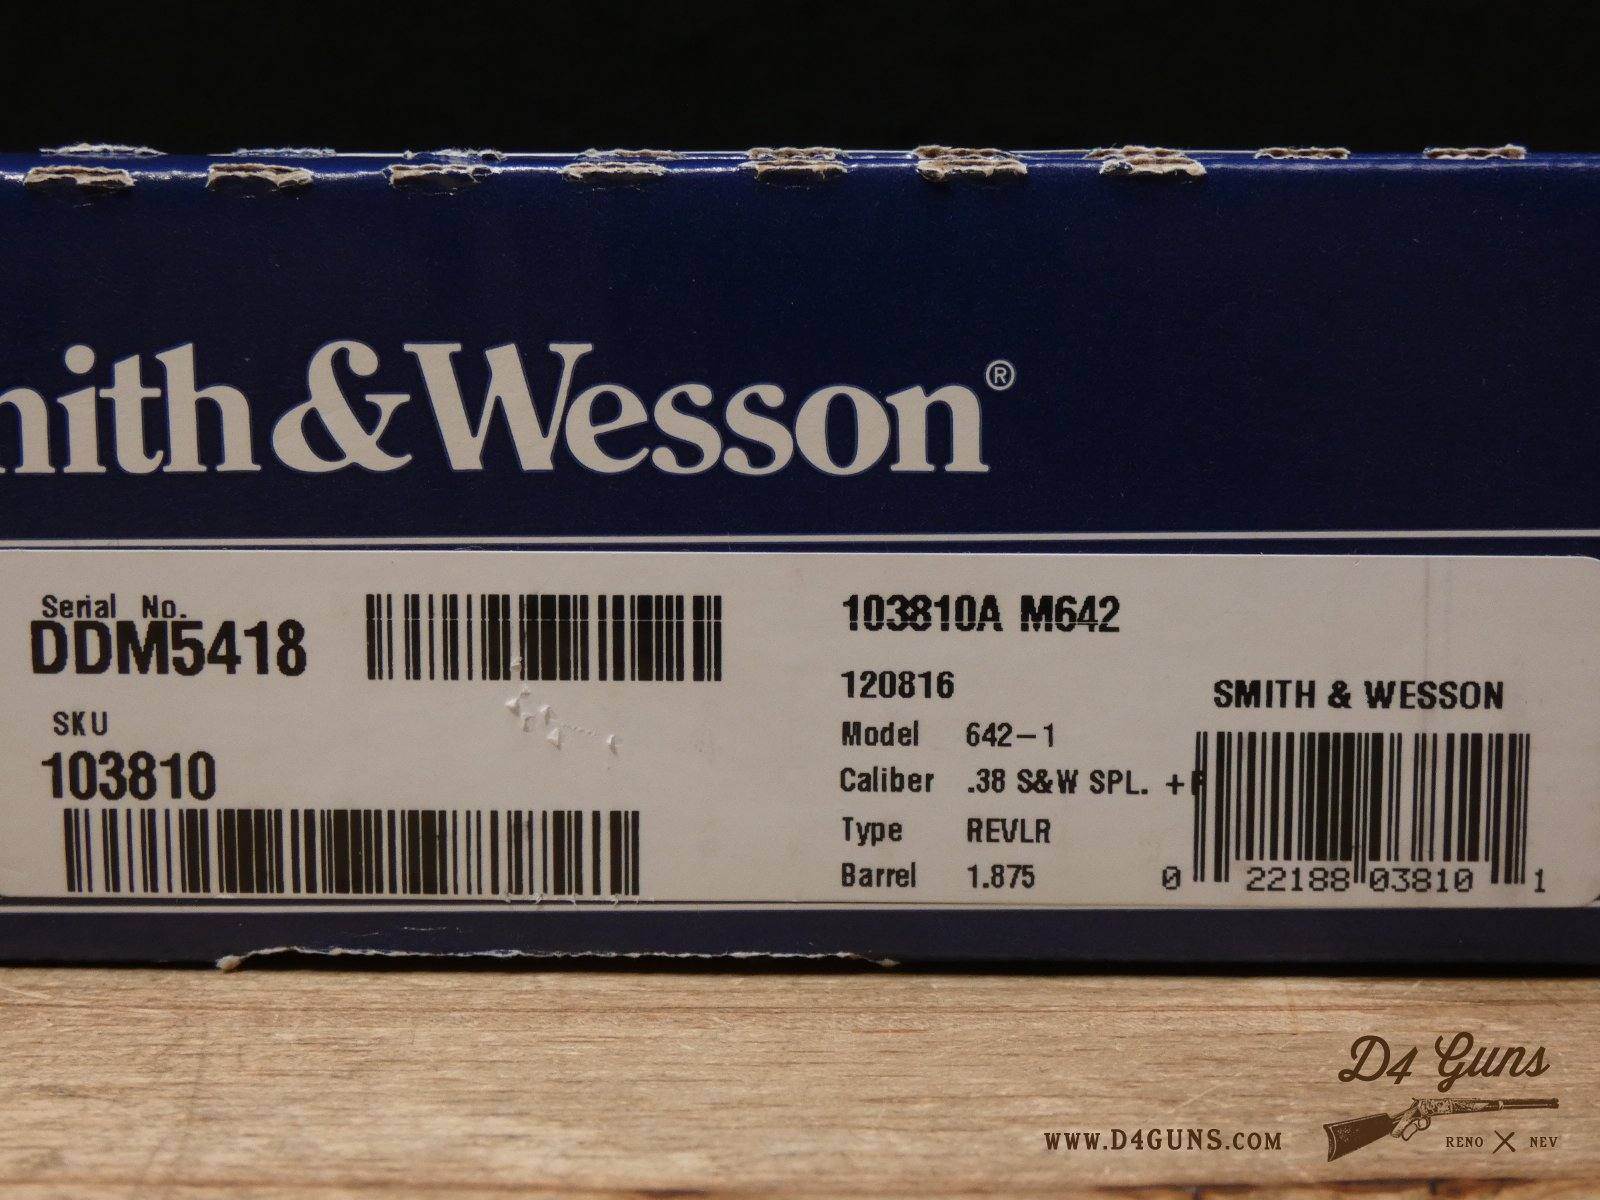 mith & Wesson®
Serial No.
DDM5418
SKU
103810
103810A M642
120816
Model 642-1
Caliber .38 S&W SPL. +P
Type REVLR
Barrel 1.875
SMITH & WESSON
0 22188 03810 1
D4 Guns
WWW.D4GUNS.COM
RENO NEV